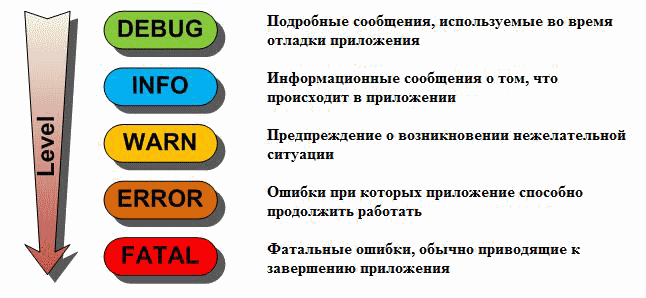 Level
DEBUG
Подробные сообщения, используемые во время
отладки приложения
INFO
Информационные сообщения о том, что
происходит в приложении
WARN
Предпреждение о возникновении нежелательной
ситуации
ERROR
Ошибки при которых приложение способно
продолжить работать
FATAL
Фатальные ошибки, обычно приводящие к
завершению приложения